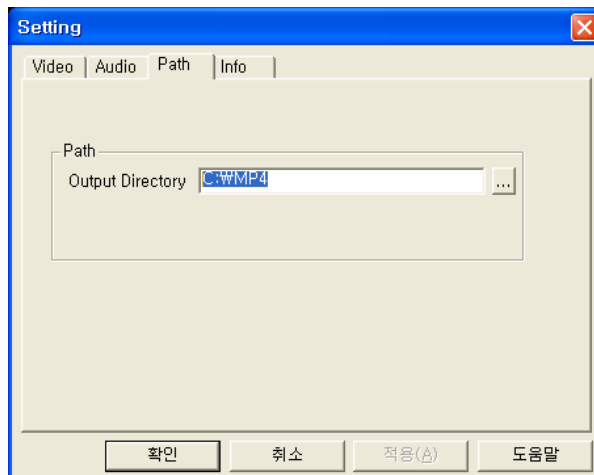 Setting
Video Audio Path Info
Path
Output Directory C:₩MP4 ...
확인 취소 적용(A) 도움말